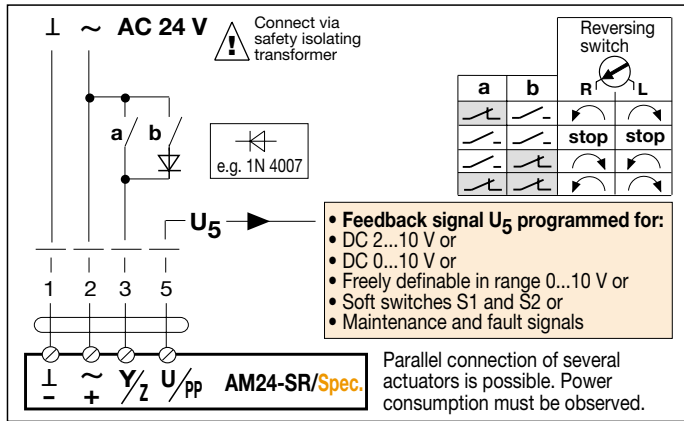 ⊥ ~ AC 24 V
Connect via
safety isolating
transformer
!
Reversing
switch
R L
a b
stop stop
a b
e.g. 1N 4007
U5
• Feedback signal U5 programmed for:
• DC 2...10 V or
• DC 0...10 V or
• Freely definable in range 0...10 V or
• Soft switches S1 and S2 or
• Maintenance and fault signals
1 2 3 5
⊥ ~ Y/Z U/PP AM24-SR/Spec.
– +
Parallel connection of several
actuators is possible. Power
consumption must be observed.